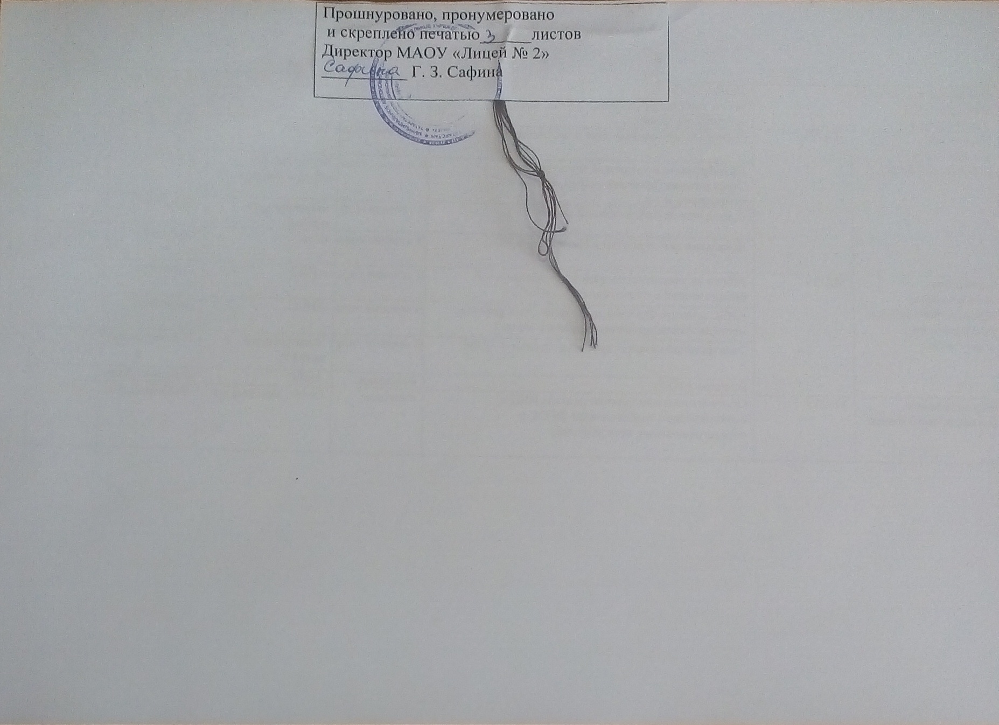 Прошнуровано, пронумеровано
и скреплено печатью 3 листов
Директор МАОУ «Лицей № 2»
Сафина Г. З. Сафина